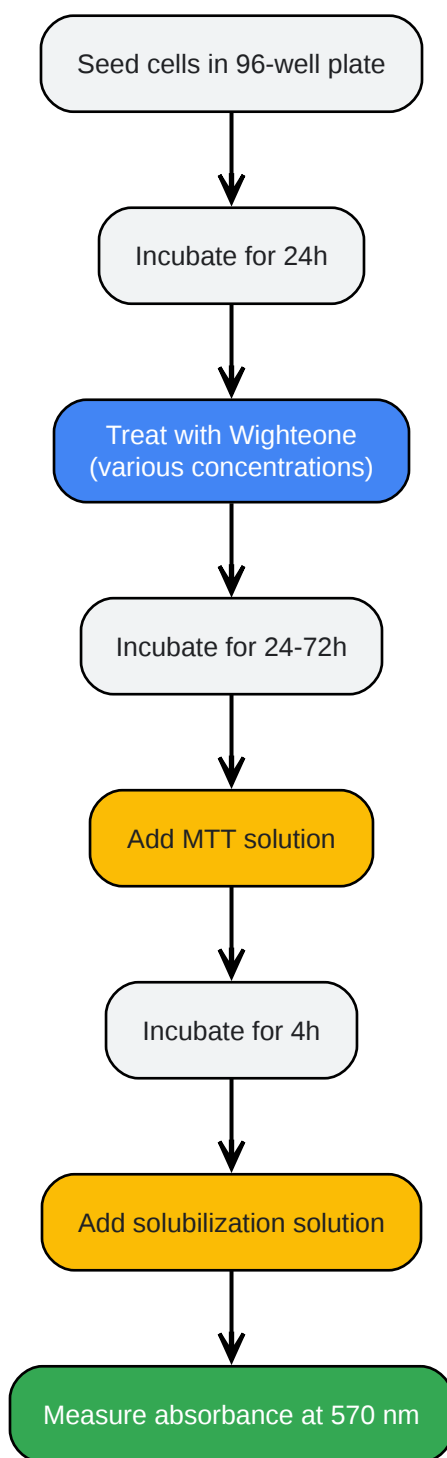 Seed cells in 96-well plate
Incubate for 24h
Treat with Wighteone
(various concentrations)
Incubate for 24-72h
Add MTT solution
Incubate for 4h
Add solubilization solution
Measure absorbance at 570 nm